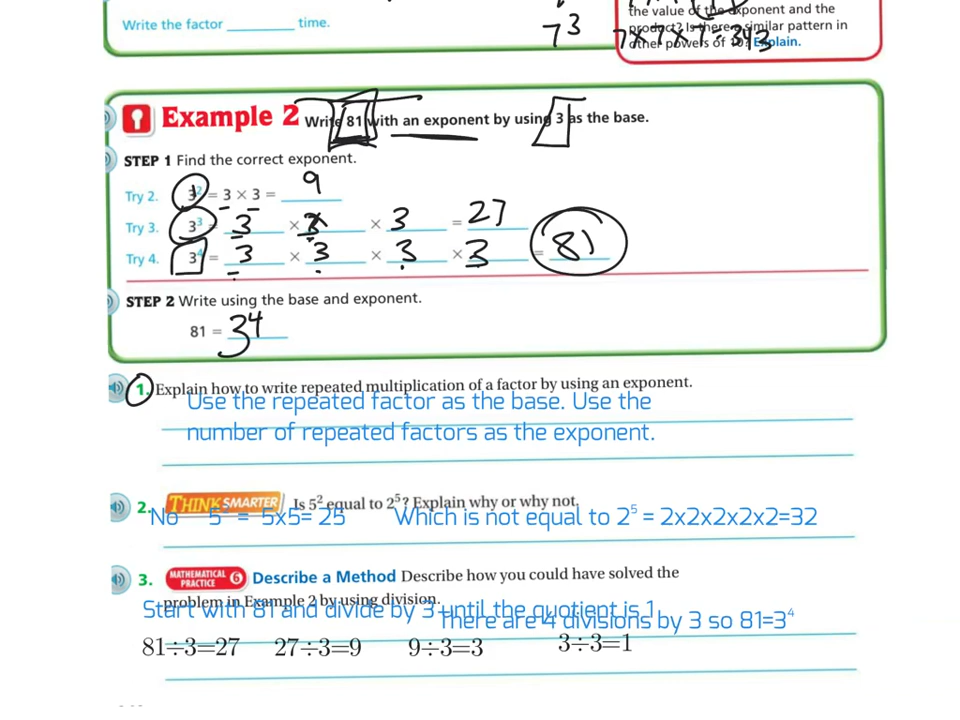 the value of the exponent and the
Write the factor ______ time.
7³
product? Is there a similar pattern in
7 x 7 x 7 = 343
other powers of 10? Explain.
Example 2 Write 81 with an exponent by using 3 as the base.
STEP 1 Find the correct exponent.
Try 2. 3² = 3 × 3 = 9
Try 3. 3³ = 3 × 3 × 3 = 27
Try 4. 3⁴ = 3 × 3 × 3 × 3 = 81
STEP 2 Write using the base and exponent.
81 = 3⁴
1. Explain how to write repeated multiplication of a factor by using an exponent.
Use the repeated factor as the base. Use the
number of repeated factors as the exponent.
2. THINK SMARTER Is 5² equal to 2⁵? Explain why or why not.
No 5² = 5x5= 25 Which is not equal to 2⁵ = 2x2x2x2x2=32
3. MATHEMATICAL PRACTICE 6 Describe a Method Describe how you could have solved the
problem in Example 2 by using division.
Start with 81 and divide by 3 until the quotient is 1
There are 4 divisions by 3 so 81=3⁴
81÷3=27 27÷3=9 9÷3=3 3÷3=1